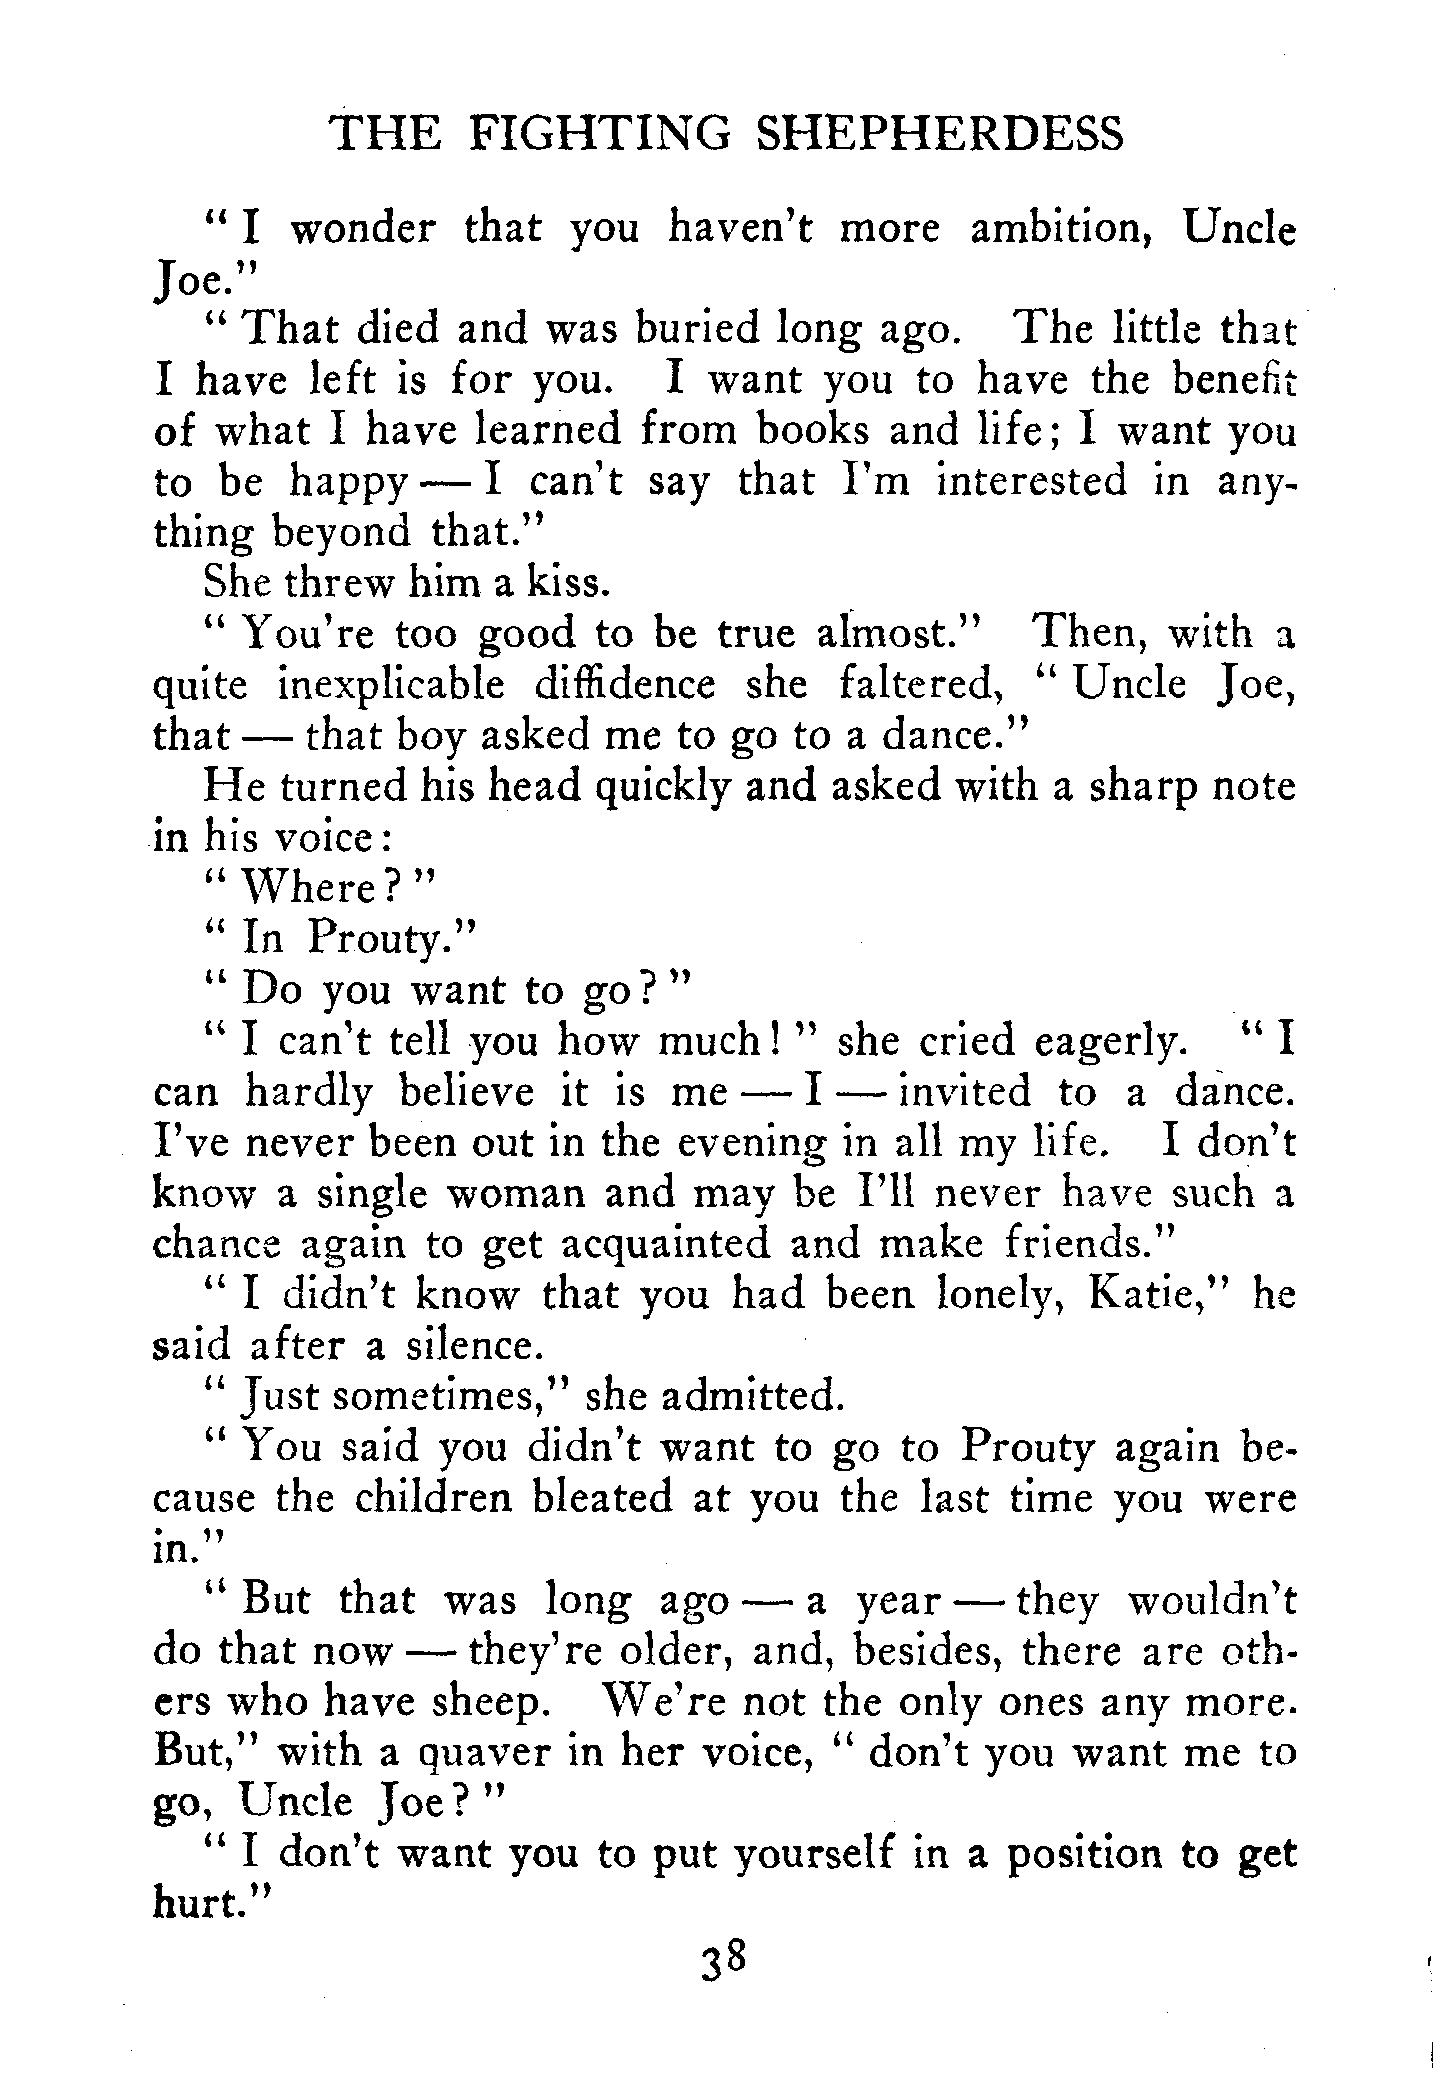 THE FIGHTING SHEPHERDESS
" I wonder that you haven't more ambition, Uncle
Joe."
" That died and was buried long ago. The little that
I have left is for you. I want you to have the benefit
of what I have learned from books and life; I want you
to be happy — I can't say that I'm interested in any-
thing beyond that."
She threw him a kiss.
" You're too good to be true almost." Then, with a
quite inexplicable diffidence she faltered, " Uncle Joe,
that — that boy asked me to go to a dance."
He turned his head quickly and asked with a sharp note
in his voice:
" Where? "
" In Prouty."
" Do you want to go? "
" I can't tell you how much! " she cried eagerly. " I
can hardly believe it is me — I — invited to a dance.
I've never been out in the evening in all my life. I don't
know a single woman and may be I'll never have such a
chance again to get acquainted and make friends."
" I didn't know that you had been lonely, Katie," he
said after a silence.
" Just sometimes," she admitted.
" You said you didn't want to go to Prouty again be-
cause the children bleated at you the last time you were
in."
" But that was long ago — a year — they wouldn't
do that now — they're older, and, besides, there are oth-
ers who have sheep. We're not the only ones any more.
But," with a quaver in her voice, " don't you want me to
go, Uncle Joe? "
" I don't want you to put yourself in a position to get
hurt."
38